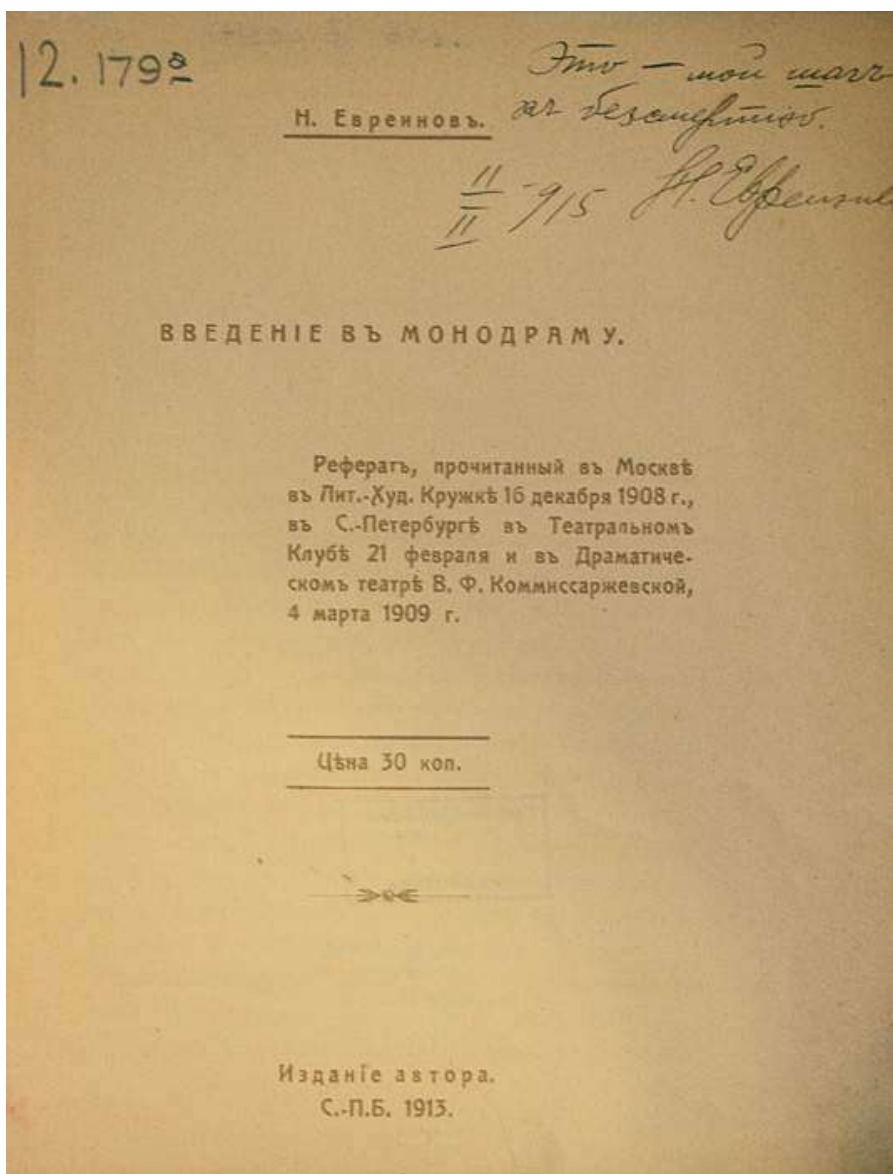 12. 179а
Это — мой шагъ
къ безсмертію.
Н. Евреиновъ.
II
II
915 Н. Евреинов
ВВЕДЕНІЕ ВЪ МОНОДРАМУ.
Рефератъ, прочитанный въ Москвѣ
въ Лит.-Худ. Кружкѣ 16 декабря 1908 г.,
въ С.-Петербургѣ въ Театральномъ
Клубѣ 21 февраля и въ Драматиче-
скомъ театрѣ В. Ф. Коммиссаржевской,
4 марта 1909 г.
Цѣна 30 коп.
Изданіе автора.
С.-П.Б. 1913.